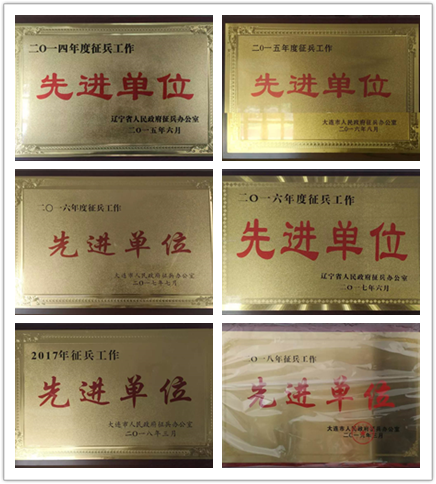 二〇一四年度征兵工作
先进单位
辽宁省人民政府征兵办公室
二〇一五年六月
二〇一五年度征兵工作
先进单位
大连市人民政府征兵办公室
二〇一六年八月
二〇一六年度征兵工作
先进单位
大连市人民政府征兵办公室
二〇一七年七月
二〇一六年度征兵工作
先进单位
辽宁省人民政府征兵办公室
二〇一七年六月
2017年征兵工作
先进单位
大连市人民政府征兵办公室
二〇一八年三月
〇一八年征兵工作
先进单位
大连市人民政府征兵办公室